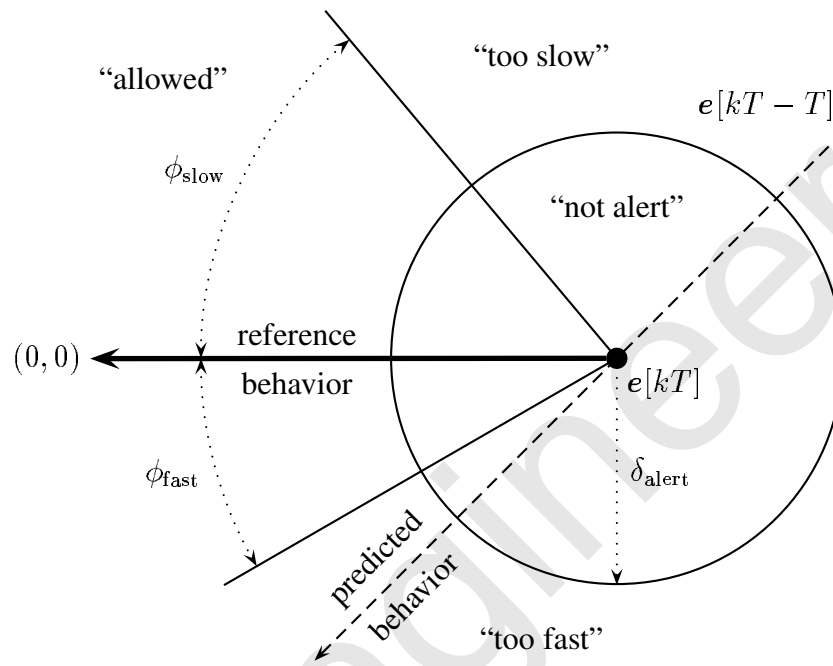 “too slow”
“allowed”
e[kT − T]
ϕslow
“not alert”
reference
(0, 0)
behavior
e[kT]
ϕfast
δalert
predicted
behavior
“too fast”